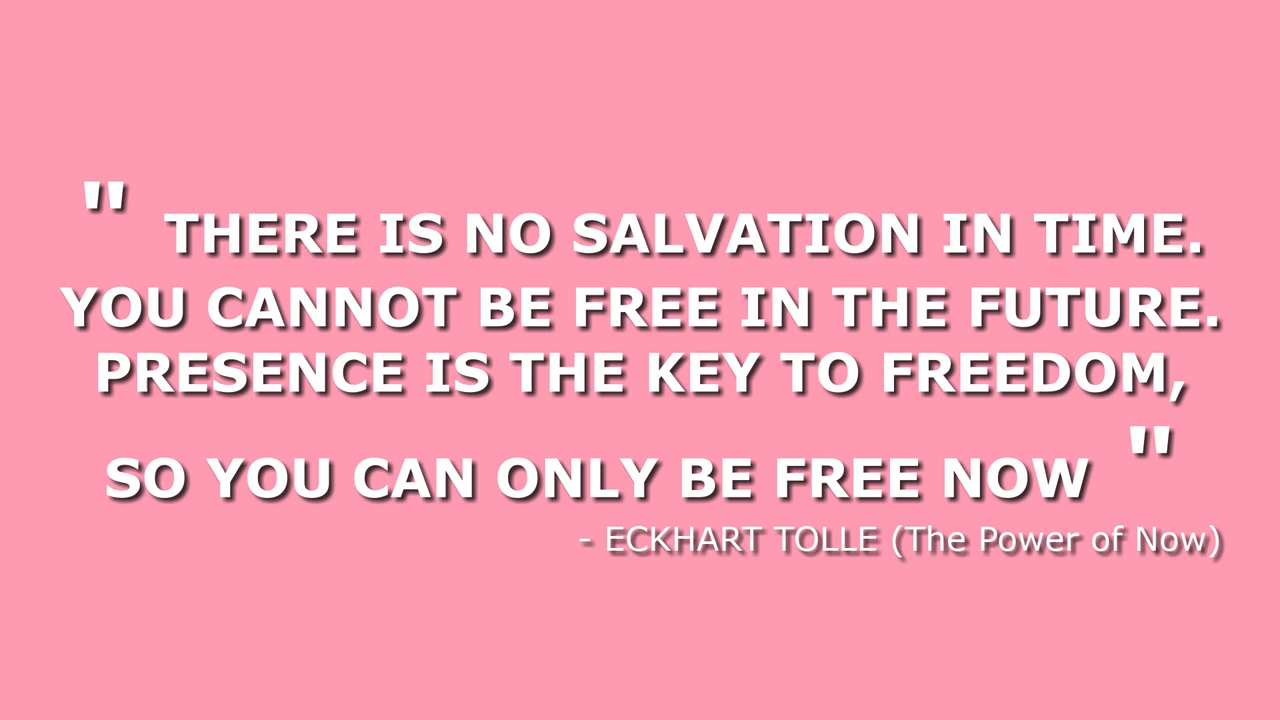 " THERE IS NO SALVATION IN TIME.
YOU CANNOT BE FREE IN THE FUTURE.
PRESENCE IS THE KEY TO FREEDOM,
SO YOU CAN ONLY BE FREE NOW "
- ECKHART TOLLE (The Power of Now)